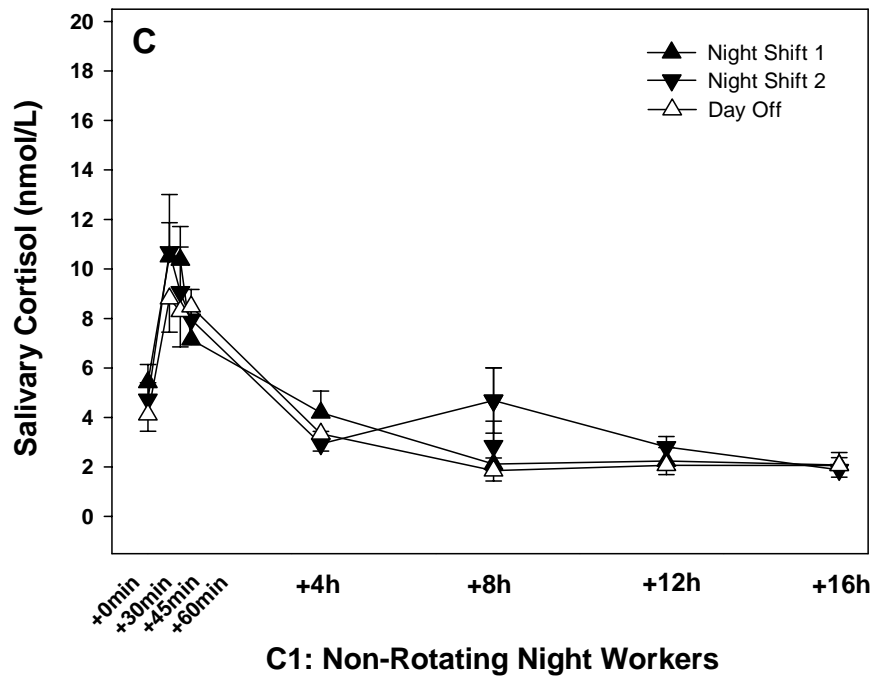 C
Night Shift 1
Night Shift 2
Day Off
Salivary Cortisol (nmol/L)
20
18
16
14
12
10
8
6
4
2
0
+0min
+30min
+45min
+60min
+4h
+8h
+12h
+16h
C1: Non-Rotating Night Workers